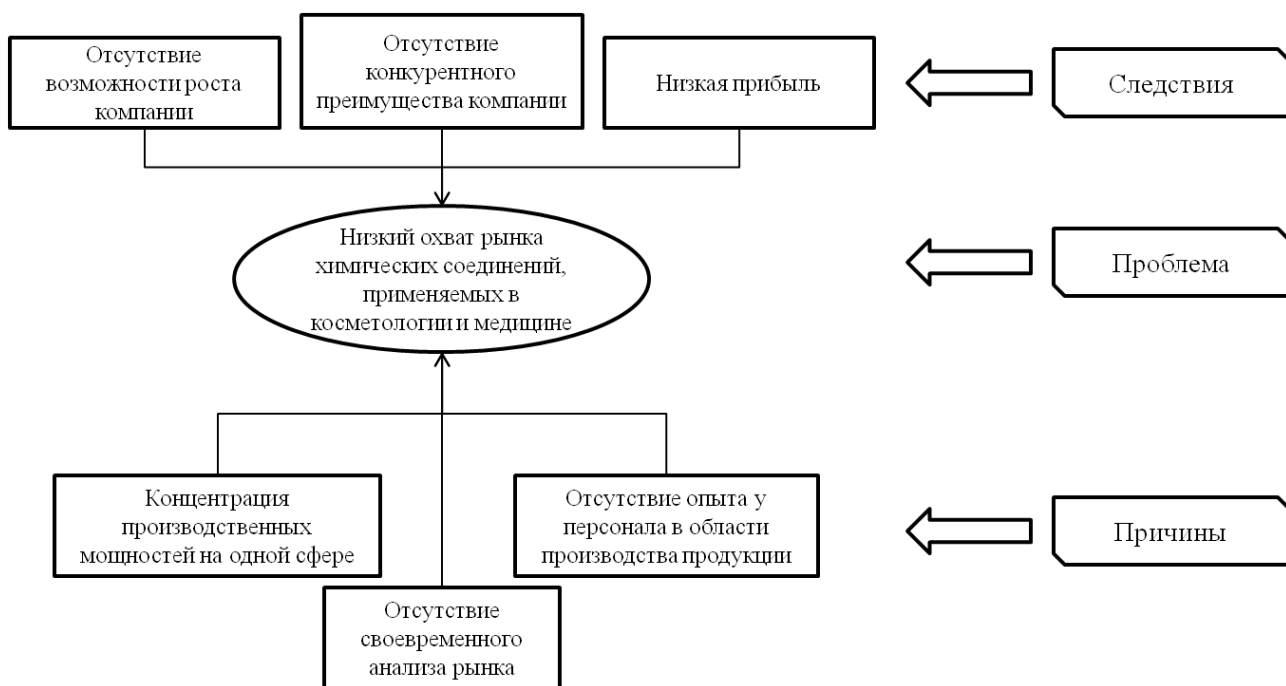 Отсутствие
возможности роста
компании
Отсутствие
конкурентного
преимущества компании
Низкая прибыль
Следствия
Низкий охват рынка
химических соединений,
применяемых в
косметологии и медицине
Проблема
Концентрация
производственных
мощностей на одной сфере
Отсутствие опыта у
персонала в области
производства продукции
Причины
Отсутствие
своевременного
анализа рынка